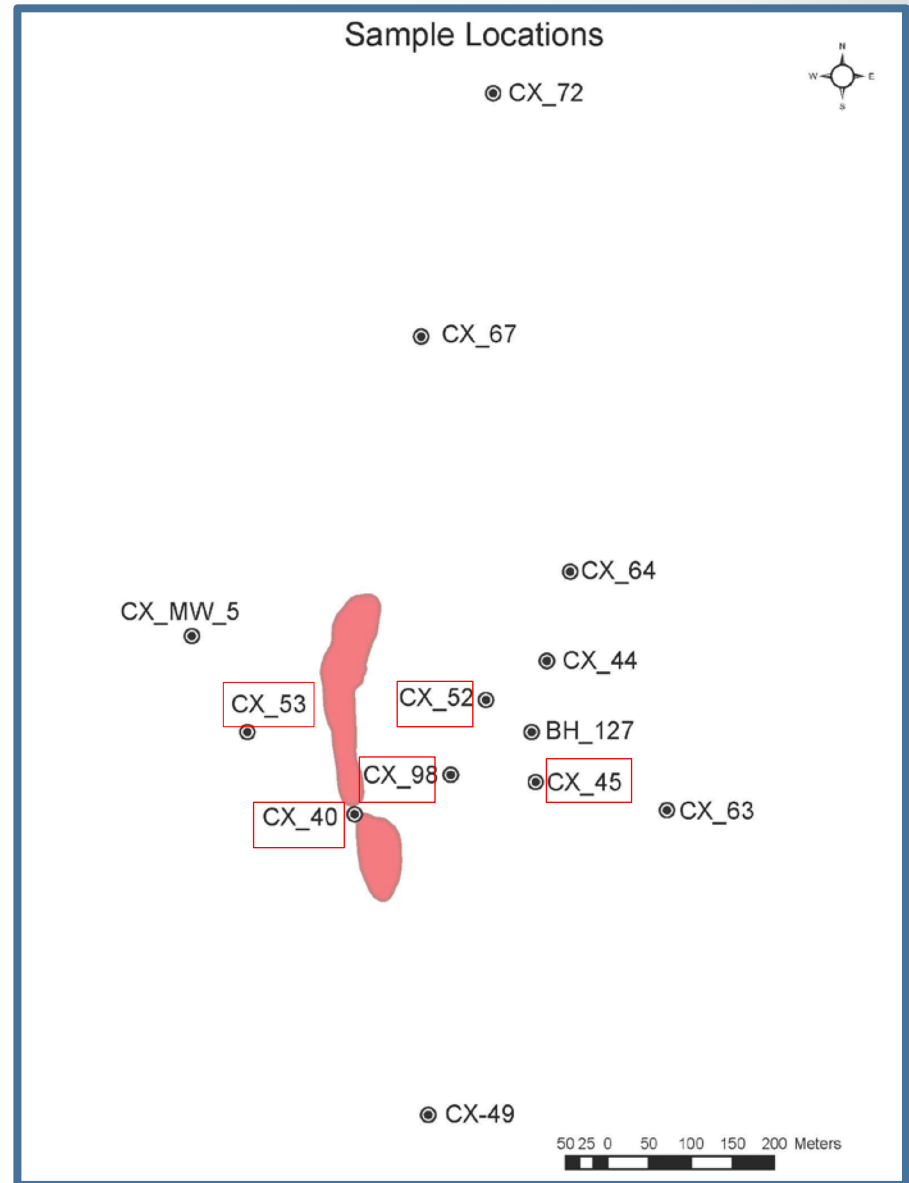 Sample Locations
N
W E
S
CX_72
CX_67
CX_64
CX_MW_5
CX_44
CX_53
CX_52
BH_127
CX_98
CX_45
CX_40
CX_63
CX-49
50 25 0 50 100 150 200 Meters